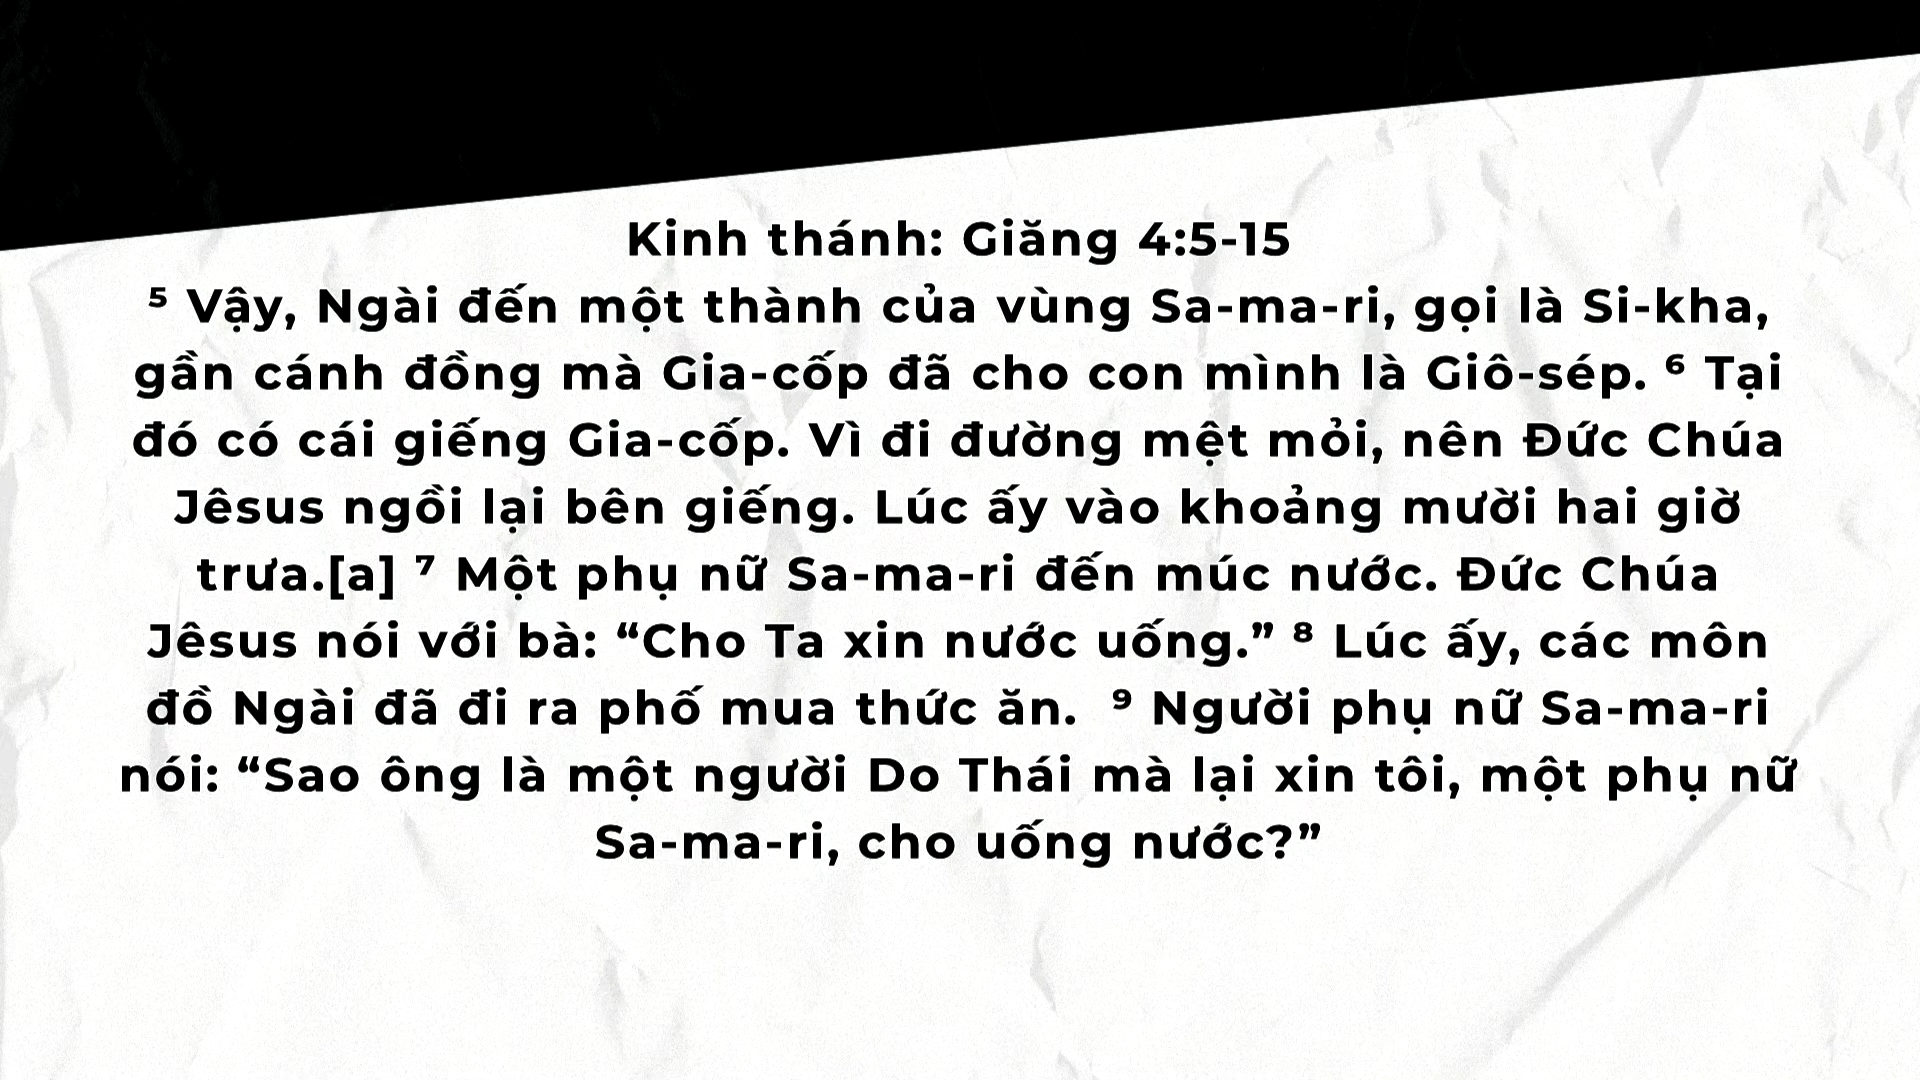 Kinh thánh: Giăng 4:5-15
⁵ Vậy, Ngài đến một thành của vùng Sa-ma-ri, gọi là Si-kha,
gần cánh đồng mà Gia-cốp đã cho con mình là Giô-sép. ⁶ Tại
đó có cái giếng Gia-cốp. Vì đi đường mệt mỏi, nên Đức Chúa
Jêsus ngồi lại bên giếng. Lúc ấy vào khoảng mười hai giờ
trưa.[a] ⁷ Một phụ nữ Sa-ma-ri đến múc nước. Đức Chúa
Jêsus nói với bà: “Cho Ta xin nước uống.” ⁸ Lúc ấy, các môn
đồ Ngài đã đi ra phố mua thức ăn.  ⁹ Người phụ nữ Sa-ma-ri
nói: “Sao ông là một người Do Thái mà lại xin tôi, một phụ nữ
Sa-ma-ri, cho uống nước?”